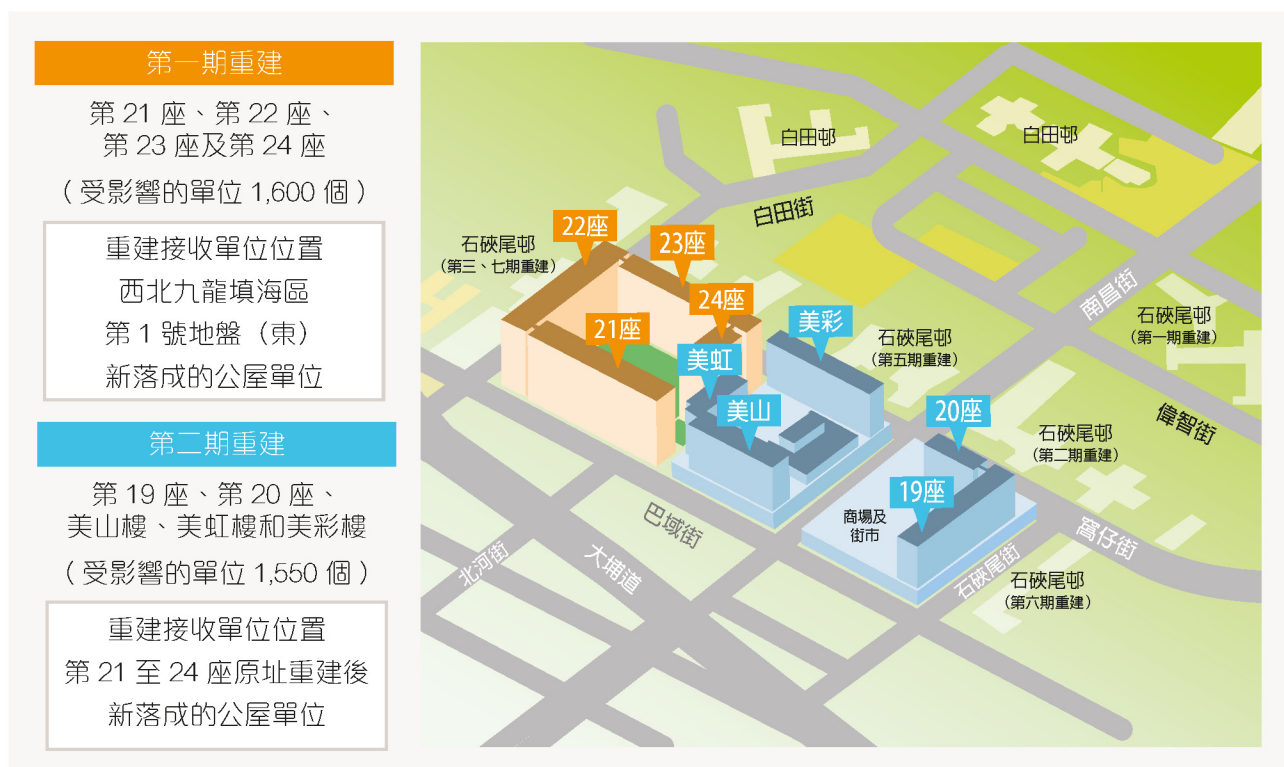 第一期重建
第 21 座、第 22 座、
第 23 座及第 24 座
（受影響的單位 1,600 個）
重建接收單位位置
西北九龍填海區
第 1 號地盤（東）
新落成的公屋單位
第二期重建
第 19 座、第 20 座、
美山樓、美虹樓和美彩樓
（受影響的單位 1,550 個）
重建接收單位位置
第 21 至 24 座原址重建後
新落成的公屋單位
白田邨
白田邨
白田街
22座
石硤尾邨
（第三、七期重建）
23座
24座
21座
美彩
美虹
美山
石硤尾邨
（第五期重建）
南昌街
石硤尾邨
（第一期重建）
偉智街
20座
石硤尾邨
（第二期重建）
19座
商場及
街市
巴域街
大埔道
北河街
窩仔街
石硤尾街
石硤尾邨
（第六期重建）